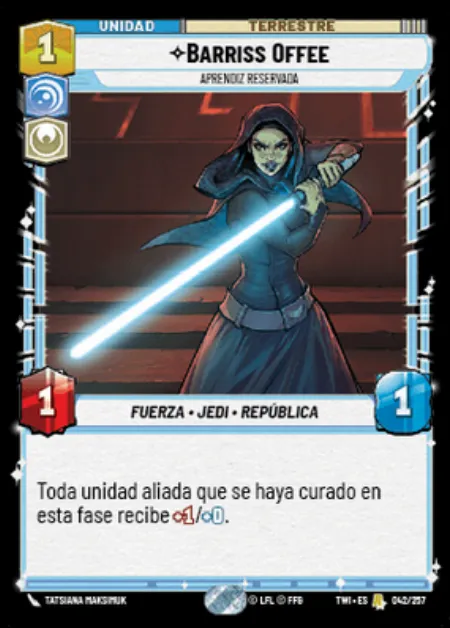 UNIDAD TERRESTRE
1 BARRISS OFFEE
APRENDIZ RESERVADA
1 FUERZA • JEDI • REPÚBLICA 1
Toda unidad aliada que se haya curado en
esta fase recibe +1/+0.
TATSIANA MAKSIMUK © LFL © FFG TWI • ES R 042/257